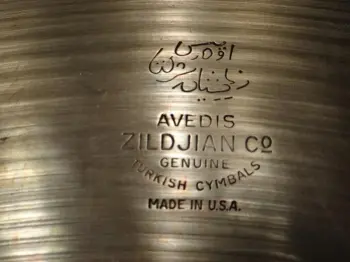 AVEDIS
ZILDJIAN CO
GENUINE
TURKISH CYMBALS
MADE IN U.S.A.